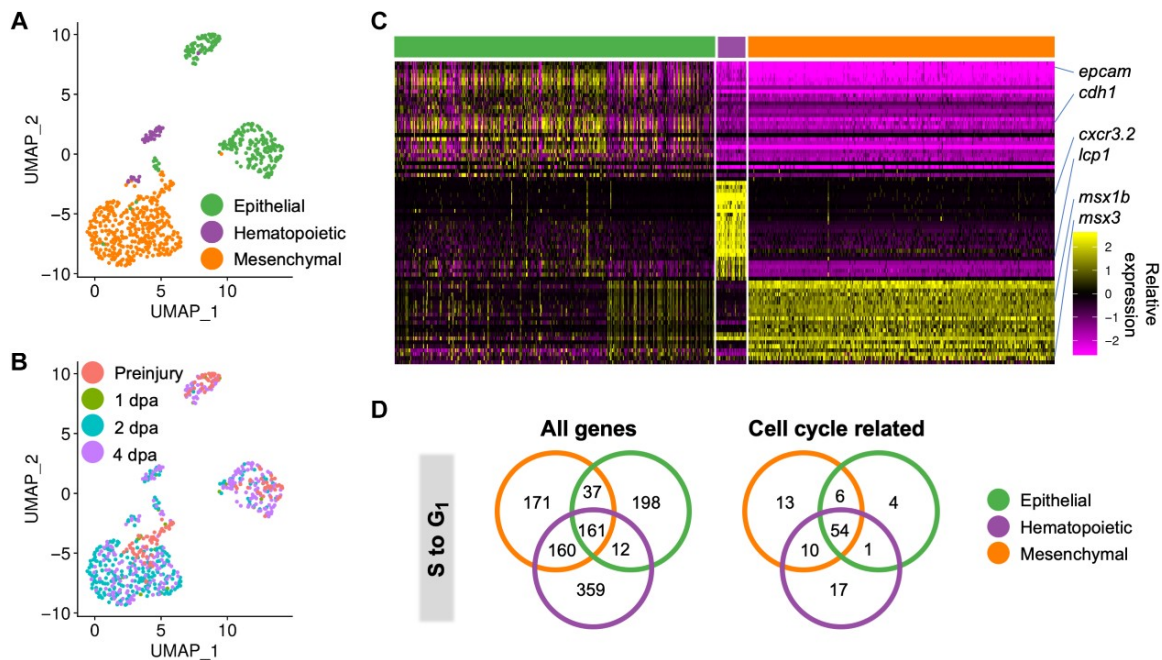 A
10
5
0
−5
−10
UMAP_2
0 5 10
UMAP_1
Epithelial
Hematopoietic
Mesenchymal
B
10
5
0
−5
−10
UMAP_2
Preinjury
1 dpa
2 dpa
4 dpa
0 5 10
UMAP_1
C
epcam
cdh1
cxcr3.2
lcp1
msx1b
msx3
2
1
0
−1
−2
Relative
expression
D
All genes
Cell cycle related
S to G1
171 37 198
161
160 12
359
13 6 4
54
10 1
17
Epithelial
Hematopoietic
Mesenchymal